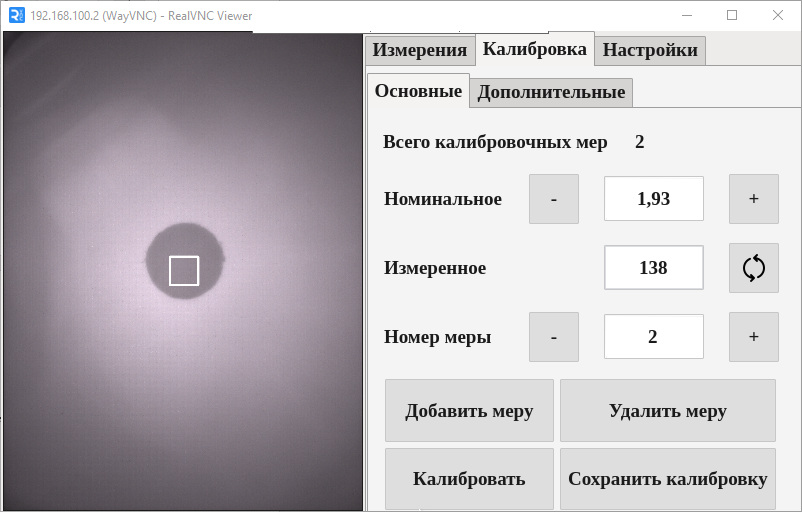 192.168.100.2 (WayVNC) - RealVNC Viewer
Измерения Калибровка Настройки
Основные Дополнительные
Всего калибровочных мер 2
Номинальное - 1,93 +
Измеренное 138
Номер меры - 2 +
Добавить меру Удалить меру
Калибровать Сохранить калибровку